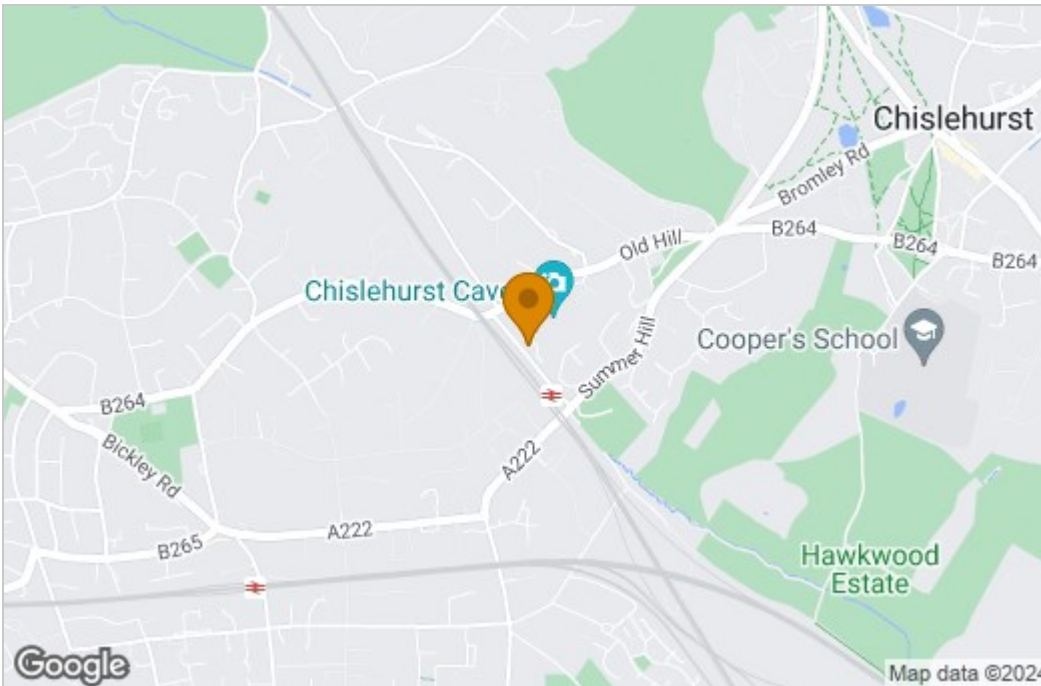 Chislehurst
Bromley Rd
Old Hill
B264
B264
B264
Chislehurst Cav
Summer Hill
Cooper's School
B264
Bickley Rd
A222
A222
B265
Hawkwood
Estate
Google
Map data ©2024